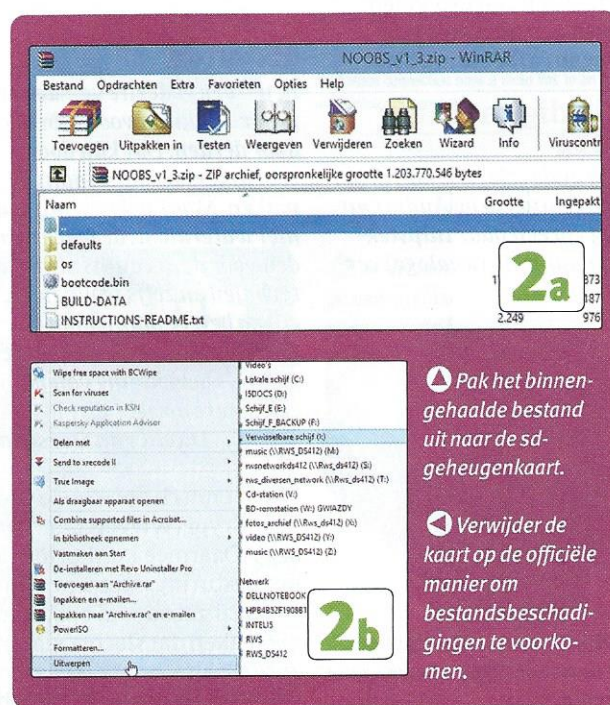 NOOBS_v1_3.zip - WinRAR
Bestand Opdrachten Extra Favorieten Opties Help
Toevoegen Uitpakken in Testen Weergeven Verwijderen Zoeken Wizard Info Viruscontr
NOOBS_v1_3.zip - ZIP archief, oorspronkelijke grootte 1.203.770.546 bytes
Naam Grootte Ingepakt
..
defaults
os
bootcode.bin 873
BUILD-DATA 187
INSTRUCTIONS-README.txt 2.249 976
2a
Wipe free space with BCWipe
Scan for viruses
Check reputation in KSN
Kaspersky Application Advisor
Delen met
Send to xrecode II
True Image
Als draagbaar apparaat openen
Combine supported files in Acrobat...
In bibliotheek opnemen
Vastmaken aan Start
De-installeren met Revo Uninstaller Pro
Toevoegen aan "Archive.rar"
Inpakken en e-mailen...
Inpakken naar "Archive.rar" en e-mailen
PowerISO
Formatteren...
Uitwerpen
Video's
Lokale schijf (C:)
ISDOCS (D:)
Schijf_E (E:)
Schijf_F_BACKUP (F:)
Verwisselbare schijf (I:)
music (\\RWS_DS412) (M:)
rwsnetworkds412 (\\Rws_ds412) (S:)
rws_diversen_network (\\Rws_ds412) (T:)
Cd-station (V:)
BD-romstation (W:) GWIAZDY
fotos_archief (\\Rws_ds412) (X:)
video (\\RWS_DS412) (Y:)
music (\\RWS_DS412) (Z:)
Netwerk
DELLNOTEBOOK
INTELI5
RWS
RWS_DS412
2b
Pak het binnen-
gehaalde bestand
uit naar de sd-
geheugenkaart.
Verwijder de
kaart op de officiële
manier om
bestandsbeschadi-
gingen te voorko-
men.